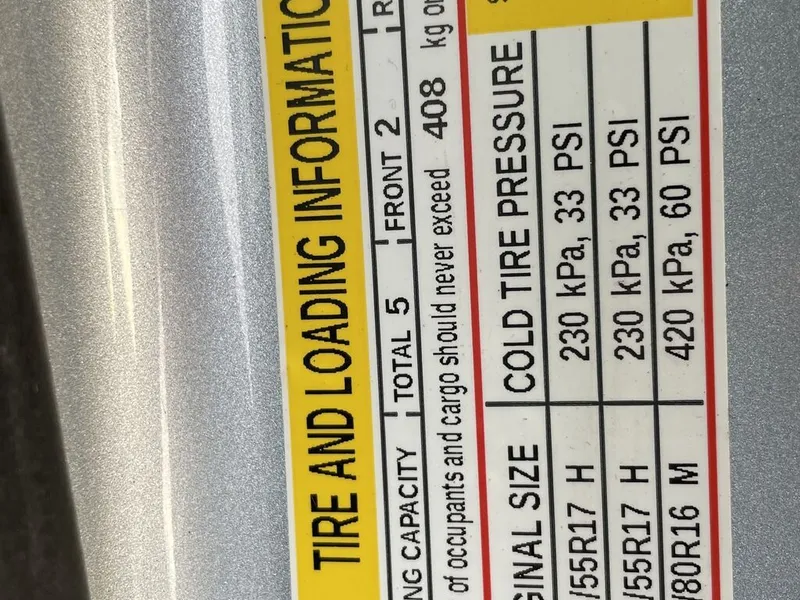 TIRE AND LOADING INFORMATIO
NG CAPACITY TOTAL 5 FRONT 2 R
of occupants and cargo should never exceed 408 kg or
GINAL SIZE COLD TIRE PRESSURE
/55R17 H 230 kPa, 33 PSI
/55R17 H 230 kPa, 33 PSI
/80R16 M 420 kPa, 60 PSI